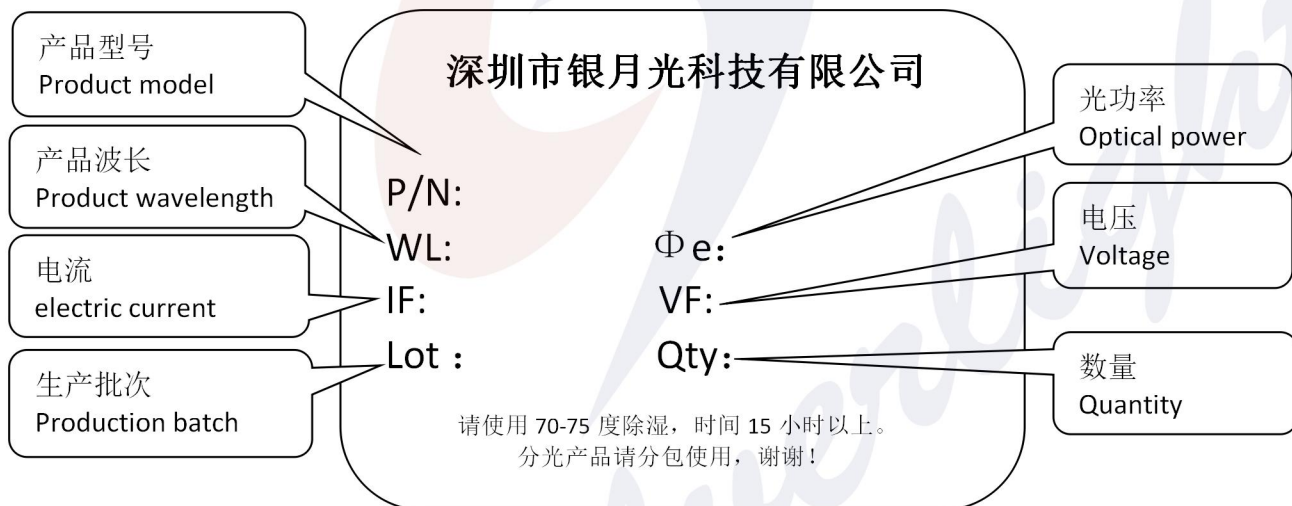 产品型号
Product model
产品波长
Product wavelength
电流
electric current
生产批次
Production batch
深圳市银月光科技有限公司
P/N:
WL:
Φe:
IF:
VF:
Lot :
Qty:
请使用 70-75 度除湿，时间 15 小时以上。
分光产品请分包使用，谢谢！
光功率
Optical power
电压
Voltage
数量
Quantity